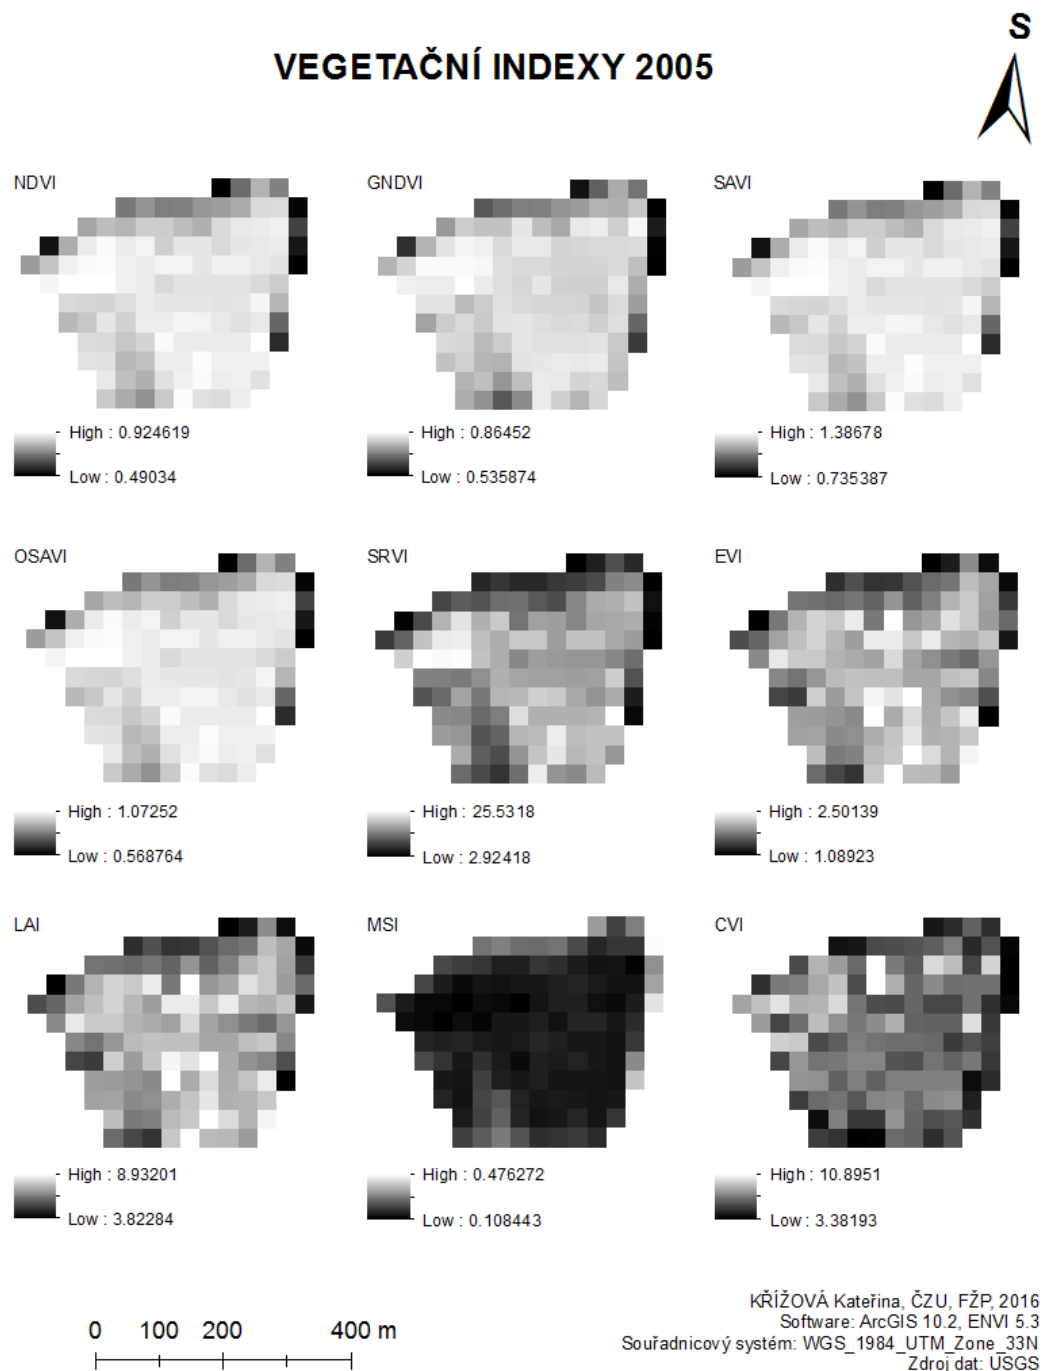 S
VEGETAČNÍ INDEXY 2005
NDVI
GNDVI
SAVI
High : 0.924619
Low : 0.49034
High : 0.86452
Low : 0.535874
High : 1.38678
Low : 0.735387
OSAVI
SRVI
EVI
High : 1.07252
Low : 0.568764
High : 25.5318
Low : 2.92418
High : 2.50139
Low : 1.08923
LAI
MSI
CVI
High : 8.93201
Low : 3.82284
High : 0.476272
Low : 0.108443
High : 10.8951
Low : 3.38193
0 100 200 400 m
KŘÍŽOVÁ Kateřina, ČZU, FŽP, 2016
Software: ArcGIS 10.2, ENVI 5.3
Souřadnicový systém: WGS_1984_UTM_Zone_33N
Zdroj dat: USGS